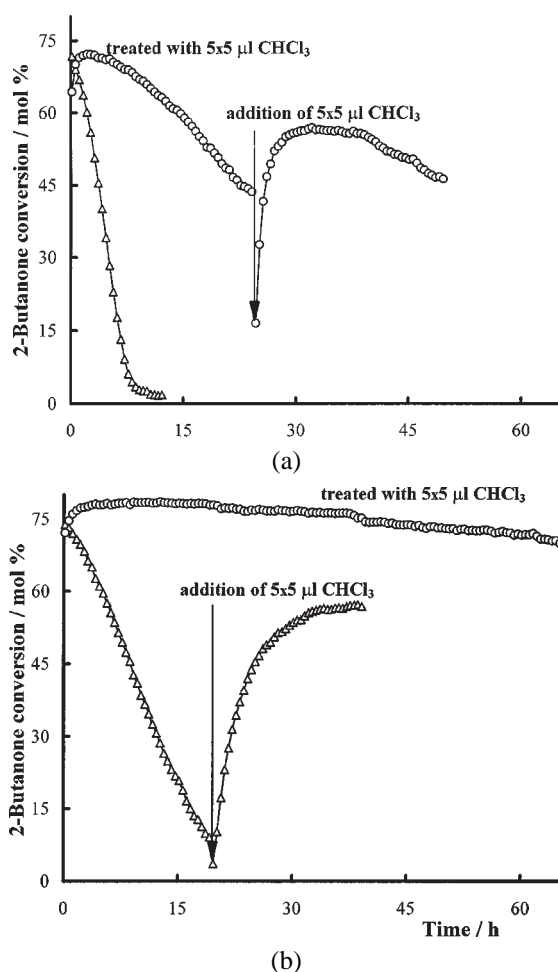 75
60
45
30
15
0
2-Butanone conversion / mol %
treated with 5x5 μl CHCl₃
addition of 5x5 μl CHCl₃
0 15 30 45 60
(a)
75
60
45
30
15
0
2-Butanone conversion / mol %
treated with 5x5 μl CHCl₃
addition of 5x5 μl CHCl₃
0 15 30 45 60
Time / h
(b)